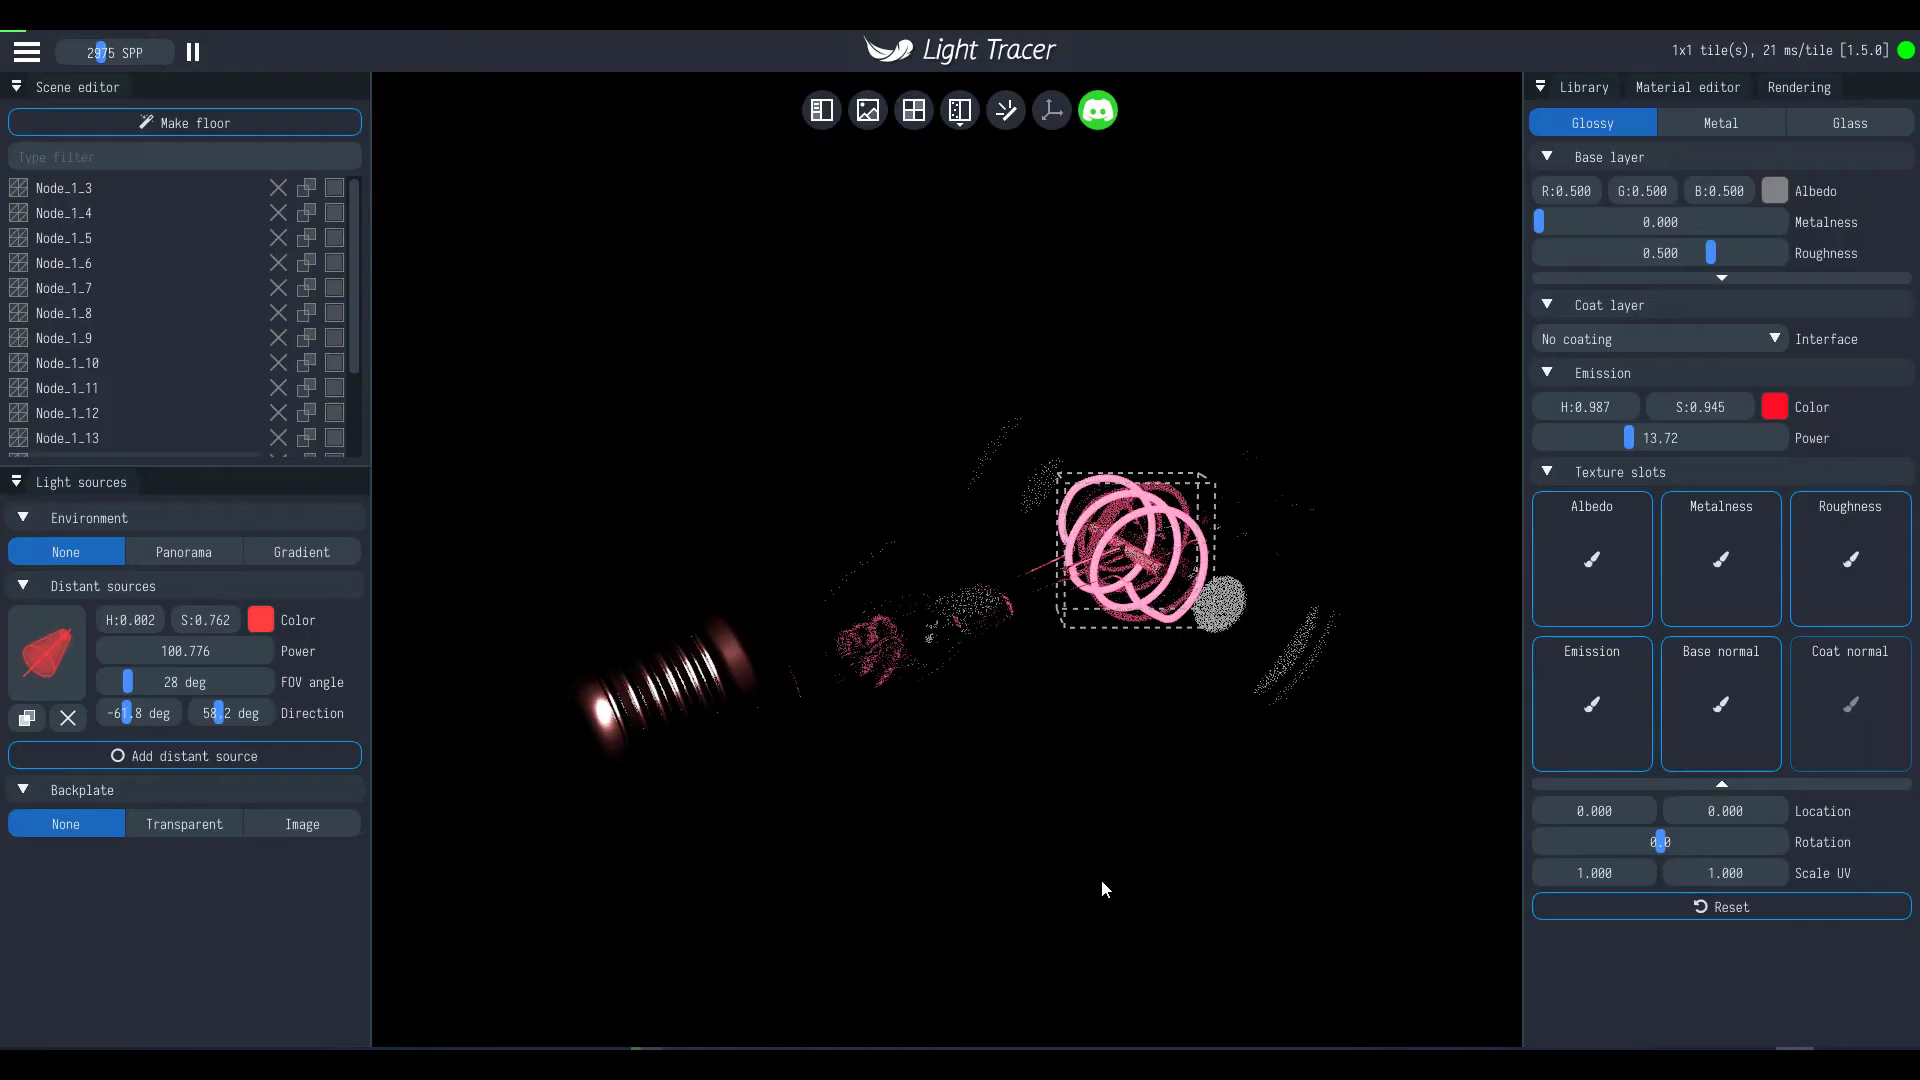 2975 SPP
Light Tracer
1x1 tile(s), 21 ms/tile [1.5.0]
Scene editor
Make floor
Type filter
Node_1_3
Node_1_4
Node_1_5
Node_1_6
Node_1_7
Node_1_8
Node_1_9
Node_1_10
Node_1_11
Node_1_12
Node_1_13
Light sources
Environment
None Panorama Gradient
Distant sources
H:0.002 S:0.762 Color
100.776 Power
28 deg FOV angle
-61.8 deg 58.2 deg Direction
Add distant source
Backplate
None Transparent Image
Library Material editor Rendering
Glossy Metal Glass
Base layer
R:0.500 G:0.500 B:0.500 Albedo
0.000 Metalness
0.500 Roughness
Coat layer
No coating Interface
Emission
H:0.987 S:0.945 Color
13.72 Power
Texture slots
Albedo Metalness Roughness
Emission Base normal Coat normal
0.000 0.000 Location
0.0 Rotation
1.000 1.000 Scale UV
Reset